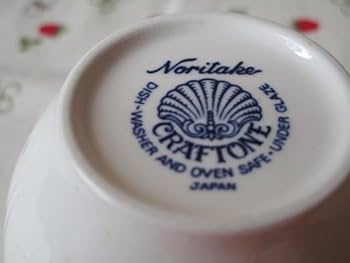 Noritake
CRAFTONE
DISH-WASHER AND OVEN SAFE·UNDER GLAZE
JAPAN